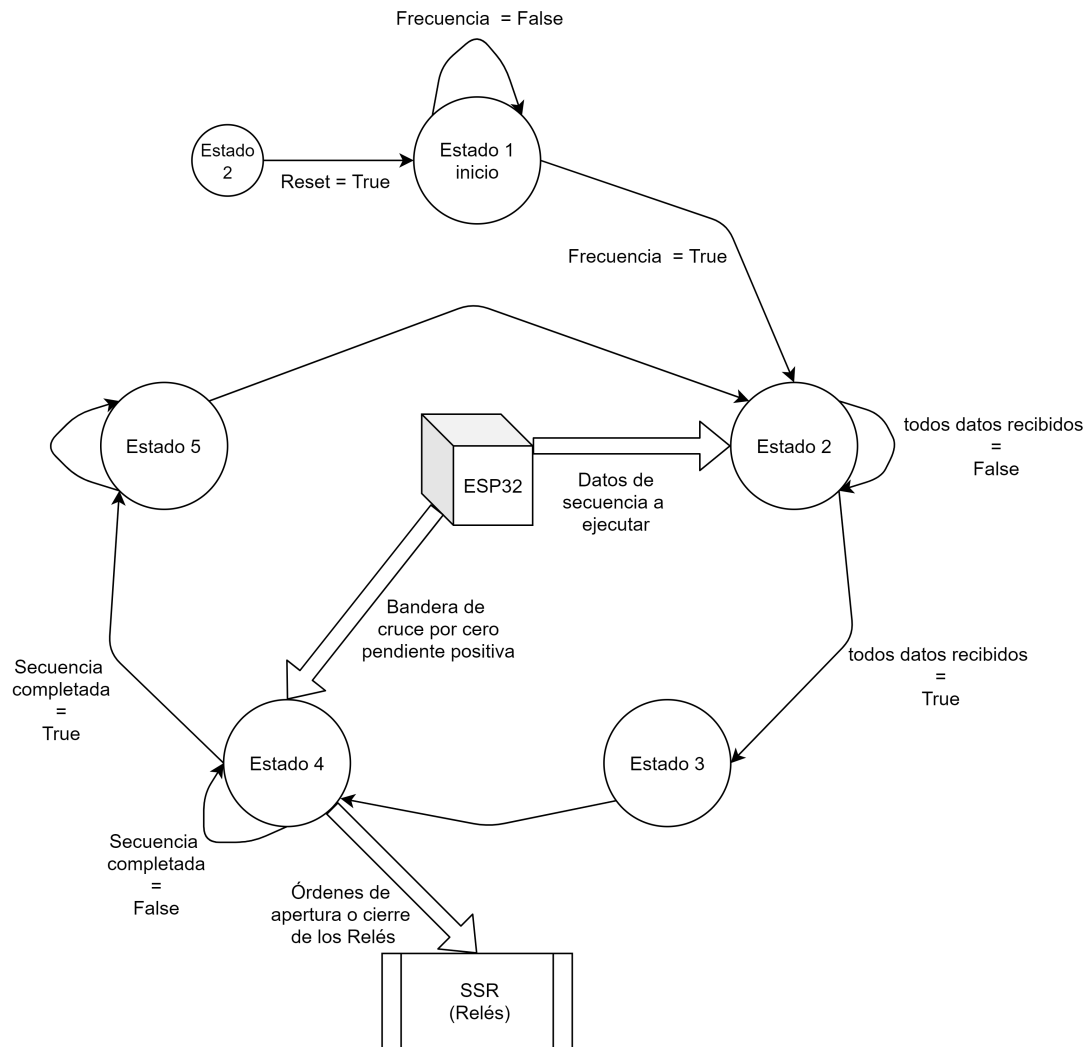 Frecuencia  = False
Estado
2
Reset = True
Estado 1
inicio
Frecuencia  = True
Estado 5
ESP32
Datos de
secuencia a
ejecutar
Estado 2
todos datos recibidos
=
False
Bandera de
cruce por cero
pendiente positiva
Secuencia
completada
=
True
todos datos recibidos
=
True
Estado 4
Estado 3
Secuencia
completada
=
False
Órdenes de
apertura o cierre
de los Relés
SSR
(Relés)